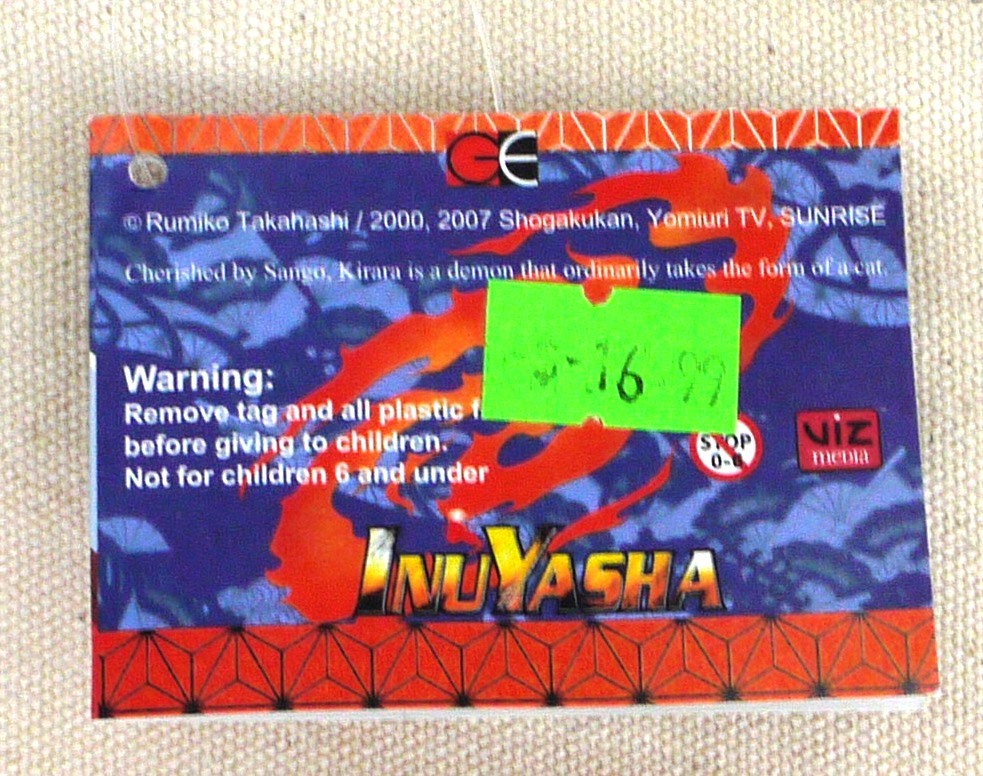 GE
© Rumiko Takahashi / 2000, 2007 Shogakukan, Yomiuri TV, SUNRISE
Cherished by Sango, Kirara is a demon that ordinarily takes the form of a cat.
16 99
Warning:
Remove tag and all plastic
before giving to children.
Not for children 6 and under
STOP
0-6
VIZ
media
INUYASHA